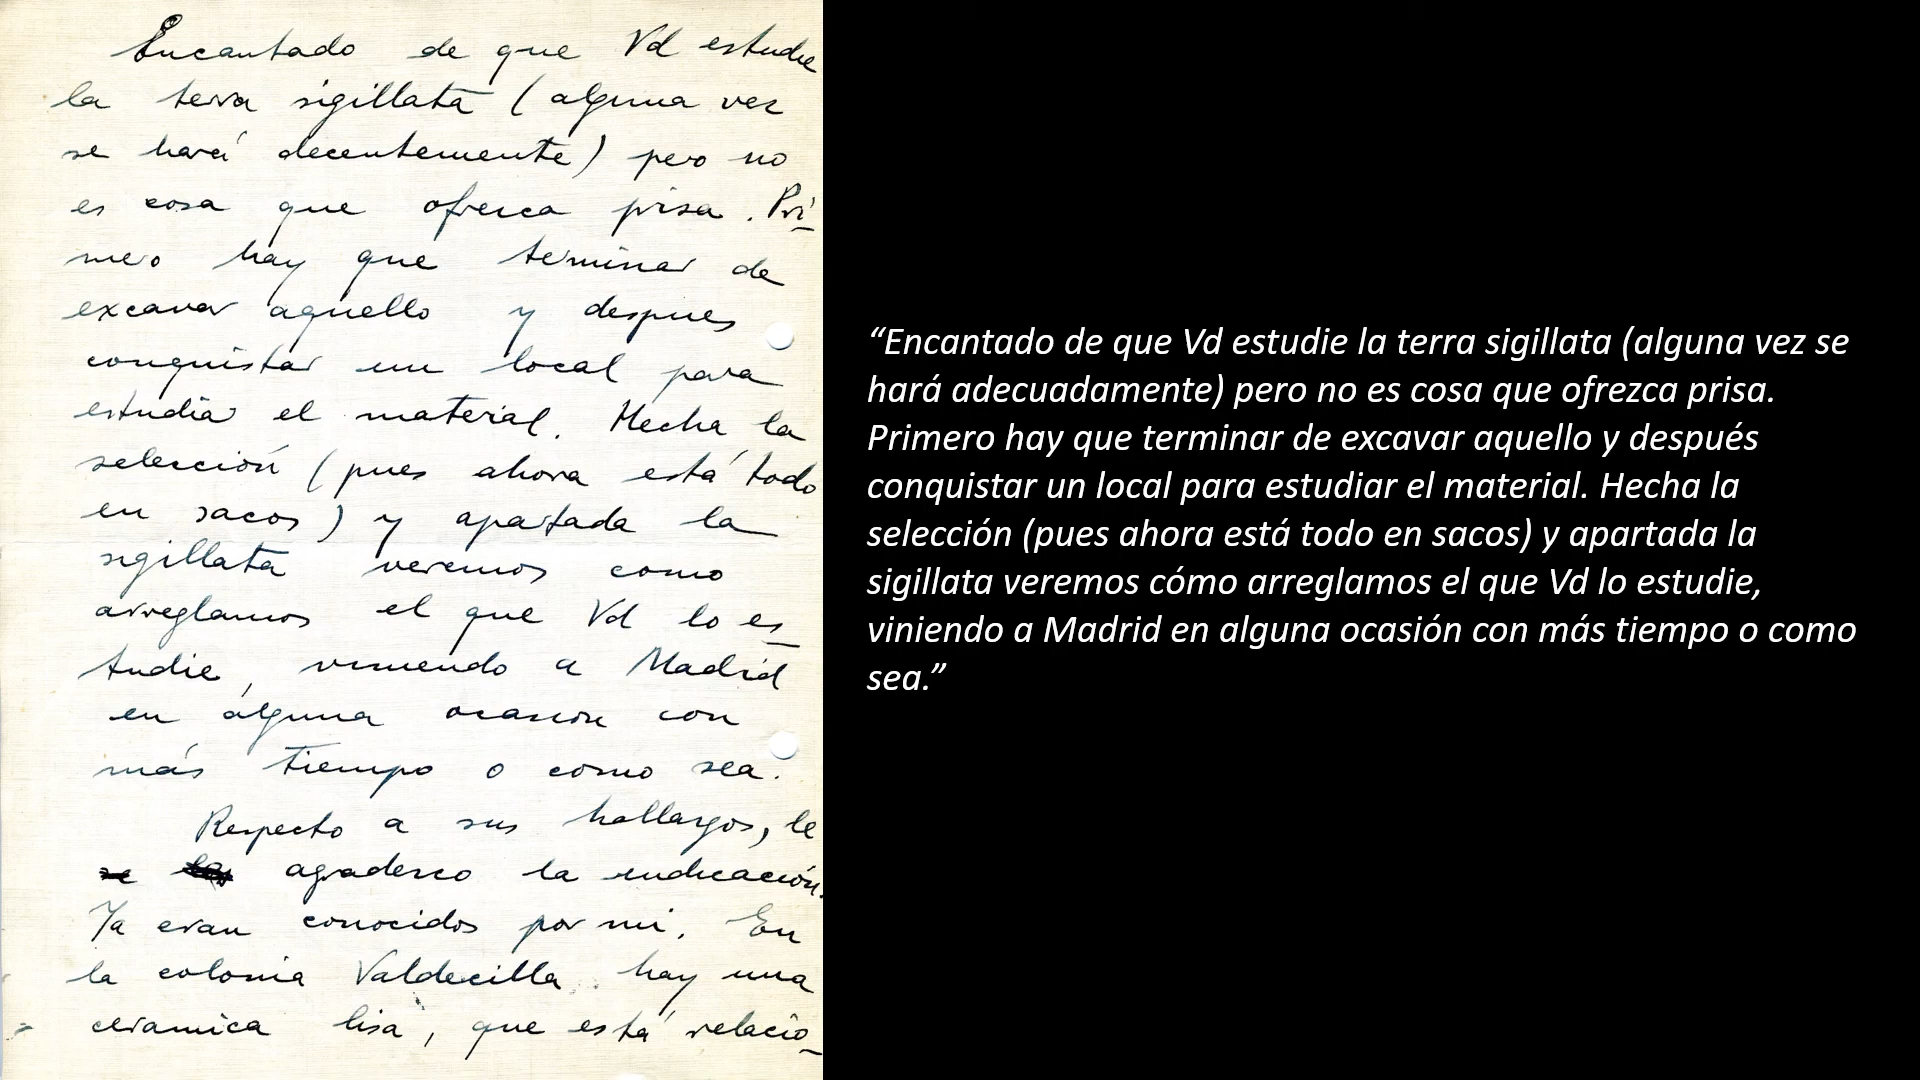 Encantado de que Vd estudie
la terra sigillata (alguna vez
se hará decentemente) pero no
es cosa que ofrezca prisa. Pri-
mero hay que terminar de
excavar aquello y despues
conquistar un local para
estudiar el material. Hecha la
selección (pues ahora está todo
en sacos) y apartada la
sigillata veremos como
arreglamos el que Vd lo es-
tudie, viniendo a Madrid
en alguna ocasión con
más tiempo o como sea.
Respecto a sus hallazgos, le
agradezco la indicación.
Ya eran conocidos por mi. En
la colonia Valdecilla hay una
ceramica lisa, que está relacio-
“Encantado de que Vd estudie la terra sigillata (alguna vez se
hará adecuadamente) pero no es cosa que ofrezca prisa.
Primero hay que terminar de excavar aquello y después
conquistar un local para estudiar el material. Hecha la
selección (pues ahora está todo en sacos) y apartada la
sigillata veremos cómo arreglamos el que Vd lo estudie,
viniendo a Madrid en alguna ocasión con más tiempo o como
sea.”